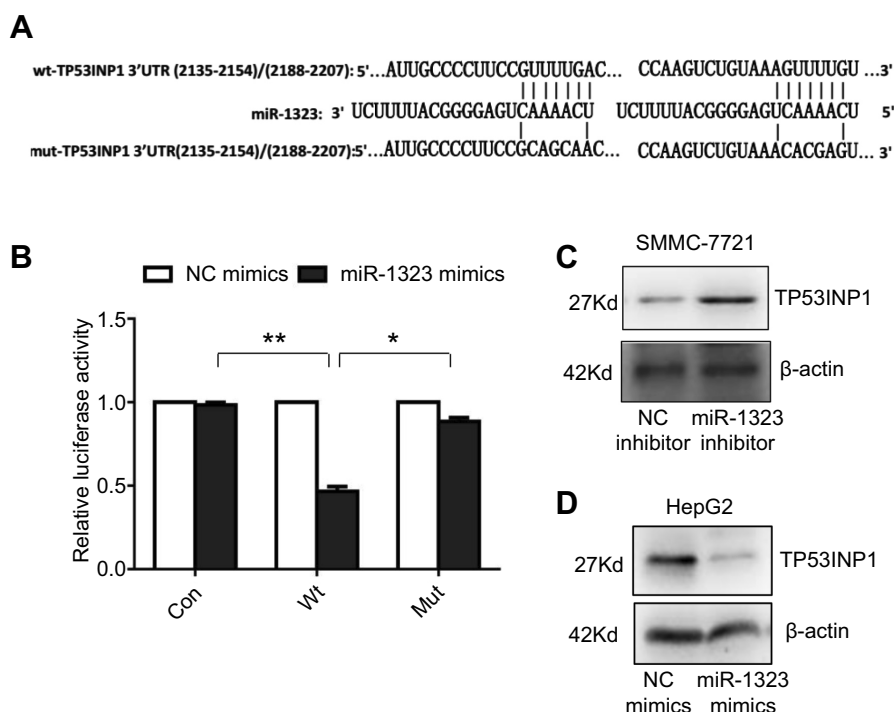 A
wt-TP53INP1 3'UTR (2135-2154)/(2188-2207): 5'...AUUGCCCCUUCCGUUUUGAC... CCAAGUCUGUAAAGUUUUGU ...3'
miR-1323: 3' UCUUUUACGGGGAGUCAAAACU UCUUUUACGGGGAGUCAAAACU 5'
mut-TP53INP1 3'UTR(2135-2154)/(2188-2207):5'...AUUGCCCCUUCCGCAGCAAC... CCAAGUCUGUAAACACGAGU... 3'
B
NC mimics miR-1323 mimics
Relative luciferase activity
1.5
1.0
0.5
0.0
** *
Con Wt Mut
C
SMMC-7721
27Kd TP53INP1
42Kd β-actin
NC miR-1323
inhibitor inhibitor
D
HepG2
27Kd TP53INP1
42Kd β-actin
NC miR-1323
mimics mimics